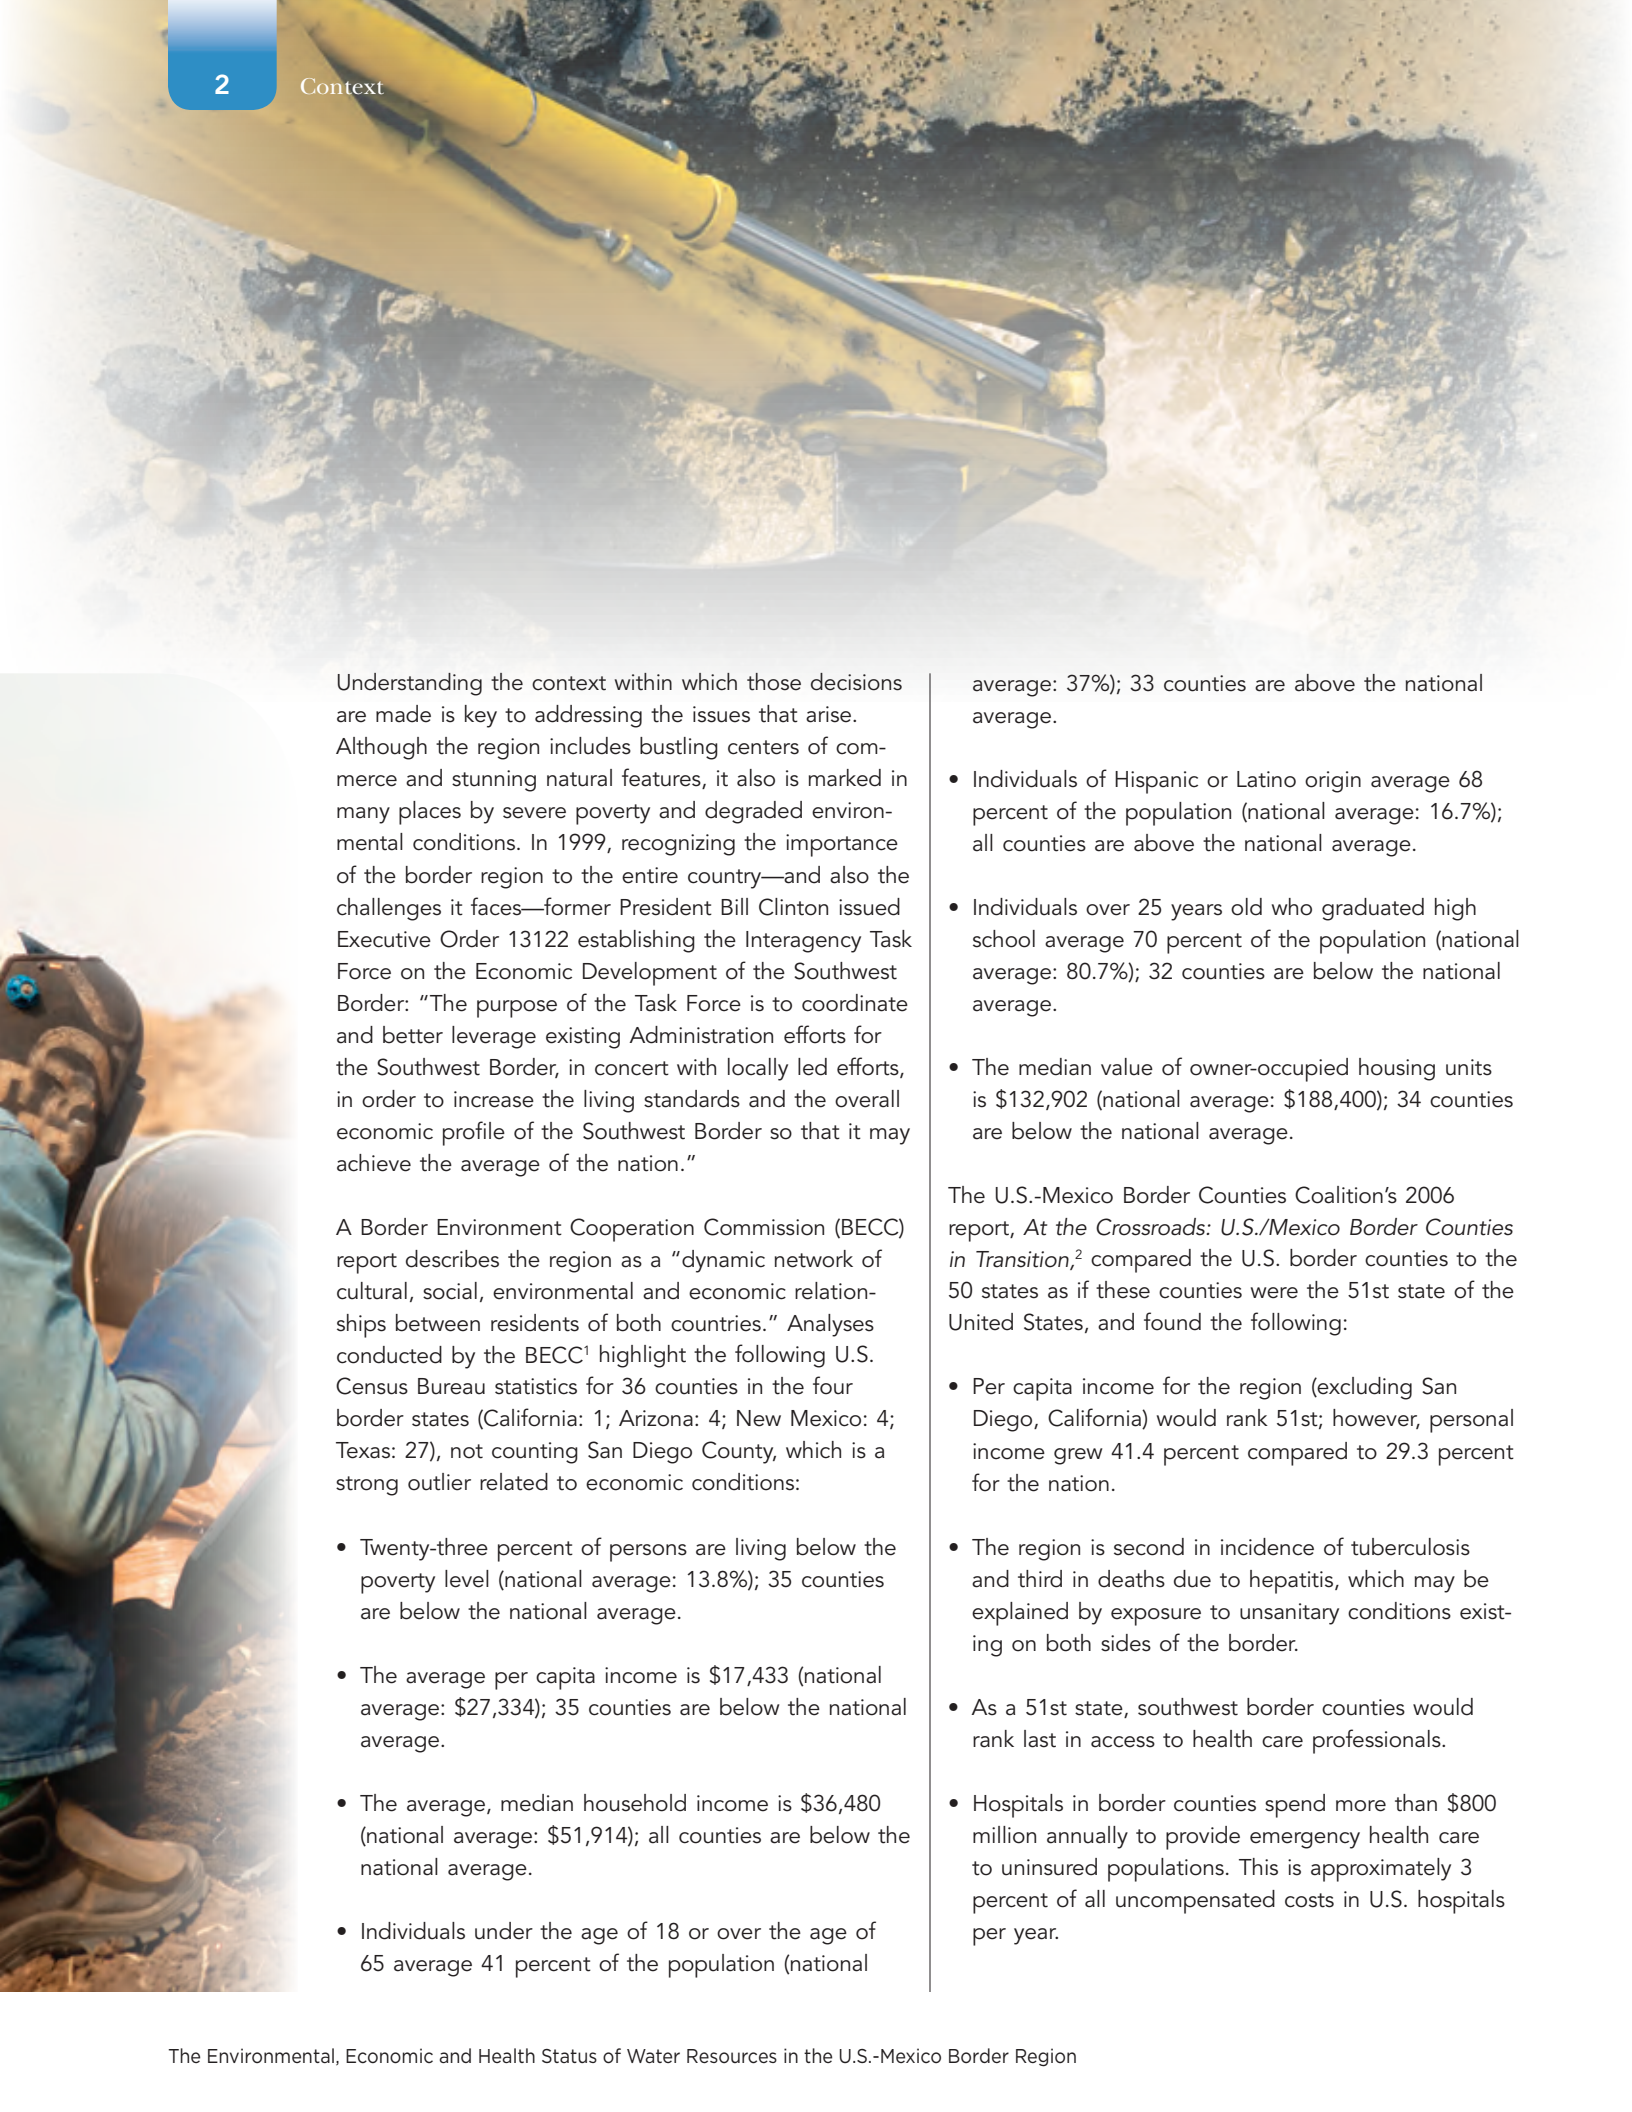 2
Context
Understanding the context within which those decisions
are made is key to addressing the issues that arise.
Although the region includes bustling centers of com-
merce and stunning natural features, it also is marked in
many places by severe poverty and degraded environ-
mental conditions. In 1999, recognizing the importance
of the border region to the entire country—and also the
challenges it faces—former President Bill Clinton issued
Executive Order 13122 establishing the Interagency Task
Force on the Economic Development of the Southwest
Border: “The purpose of the Task Force is to coordinate
and better leverage existing Administration efforts for
the Southwest Border, in concert with locally led efforts,
in order to increase the living standards and the overall
economic profile of the Southwest Border so that it may
achieve the average of the nation.”
A Border Environment Cooperation Commission (BECC)
report describes the region as a “dynamic network of
cultural, social, environmental and economic relation-
ships between residents of both countries.” Analyses
conducted by the BECC¹ highlight the following U.S.
Census Bureau statistics for 36 counties in the four
border states (California: 1; Arizona: 4; New Mexico: 4;
Texas: 27), not counting San Diego County, which is a
strong outlier related to economic conditions:
• Twenty-three percent of persons are living below the
poverty level (national average: 13.8%); 35 counties
are below the national average.
• The average per capita income is $17,433 (national
average: $27,334); 35 counties are below the national
average.
• The average, median household income is $36,480
(national average: $51,914); all counties are below the
national average.
• Individuals under the age of 18 or over the age of
65 average 41 percent of the population (national
average: 37%); 33 counties are above the national
average.
• Individuals of Hispanic or Latino origin average 68
percent of the population (national average: 16.7%);
all counties are above the national average.
• Individuals over 25 years old who graduated high
school average 70 percent of the population (national
average: 80.7%); 32 counties are below the national
average.
• The median value of owner-occupied housing units
is $132,902 (national average: $188,400); 34 counties
are below the national average.
The U.S.-Mexico Border Counties Coalition’s 2006
report, At the Crossroads: U.S./Mexico Border Counties
in Transition,² compared the U.S. border counties to the
50 states as if these counties were the 51st state of the
United States, and found the following:
• Per capita income for the region (excluding San
Diego, California) would rank 51st; however, personal
income grew 41.4 percent compared to 29.3 percent
for the nation.
• The region is second in incidence of tuberculosis
and third in deaths due to hepatitis, which may be
explained by exposure to unsanitary conditions exist-
ing on both sides of the border.
• As a 51st state, southwest border counties would
rank last in access to health care professionals.
• Hospitals in border counties spend more than $800
million annually to provide emergency health care
to uninsured populations. This is approximately 3
percent of all uncompensated costs in U.S. hospitals
per year.
The Environmental, Economic and Health Status of Water Resources in the U.S.-Mexico Border Region